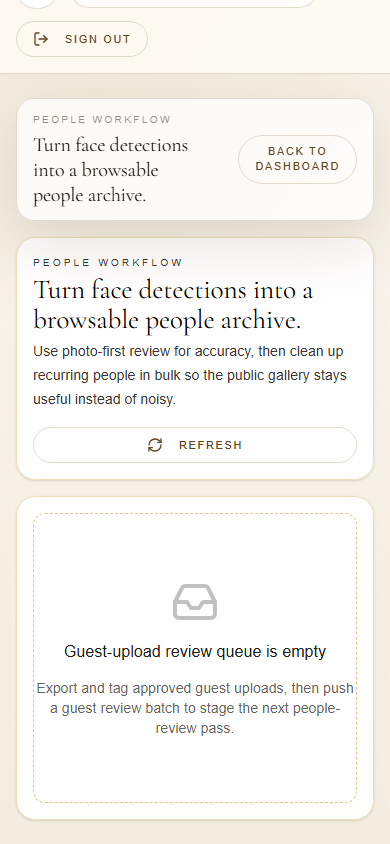 SIGN OUT
PEOPLE WORKFLOW
Turn face detections
into a browsable
people archive.
BACK TO
DASHBOARD
PEOPLE WORKFLOW
Turn face detections into a
browsable people archive.
Use photo-first review for accuracy, then clean up
recurring people in bulk so the public gallery stays
useful instead of noisy.
REFRESH
Guest-upload review queue is empty
Export and tag approved guest uploads, then push
a guest review batch to stage the next people-
review pass.